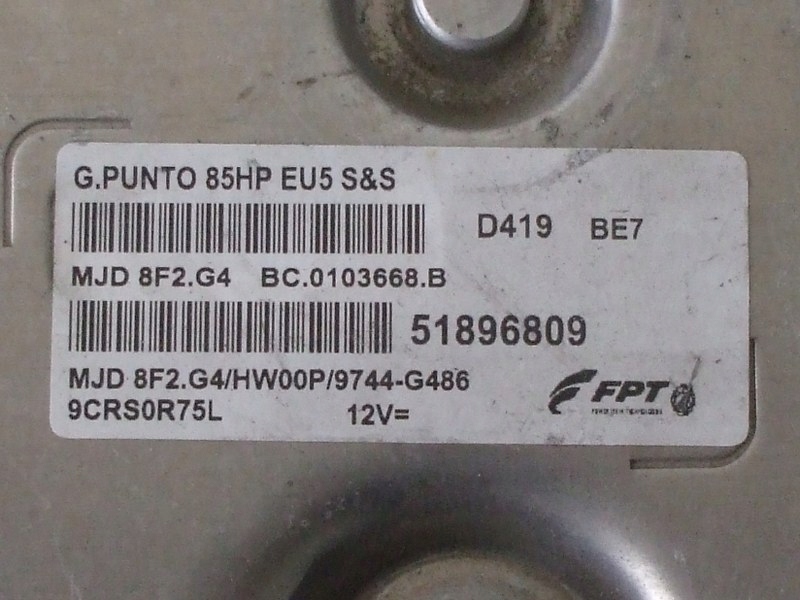 G.PUNTO 85HP EU5 S&S
D419 BE7
MJD 8F2.G4 BC.0103668.B
51896809
MJD 8F2.G4/HW00P/9744-G486
9CRS0R75L 12V=
FPT